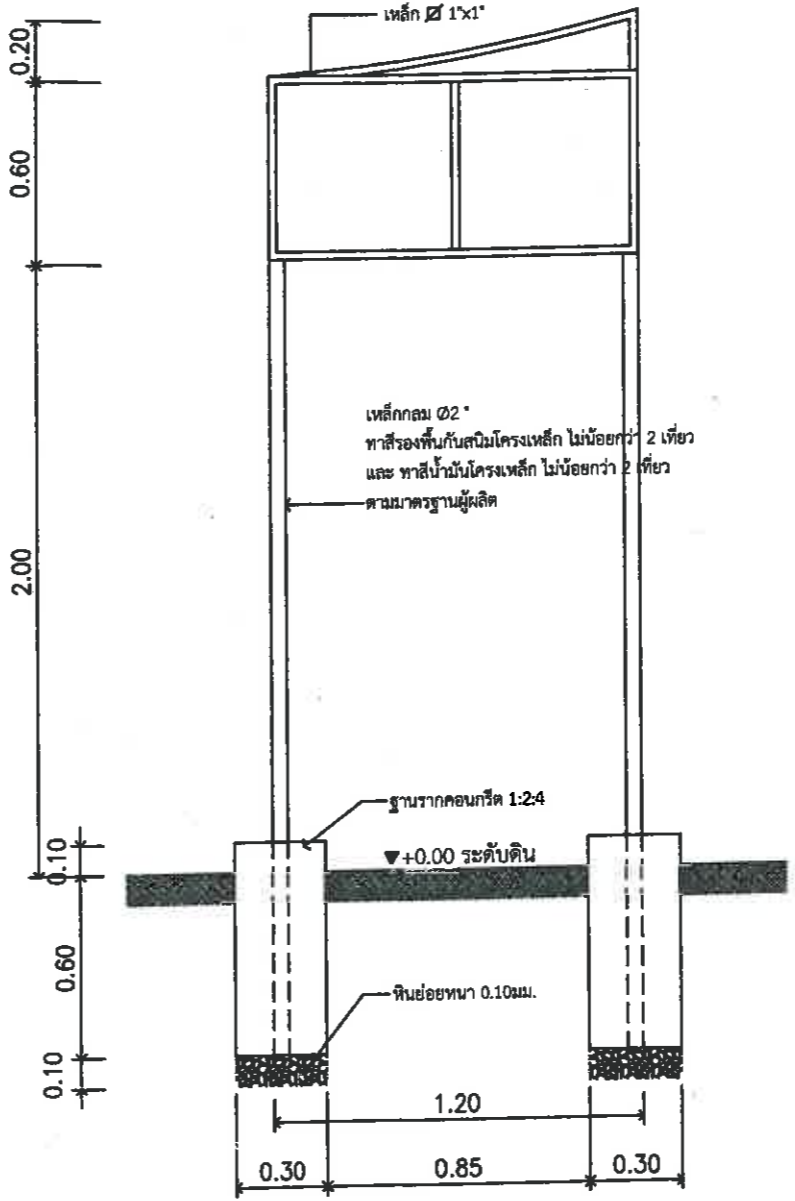 เหล็ก ⌀ 1"x1"
0.20
0.60
เหล็กกลม Ø2"
ทาสีรองพื้นกันสนิมโครงเหล็ก ไม่น้อยกว่า 2 เที่ยว
และ ทาสีน้ำมันโครงเหล็ก ไม่น้อยกว่า 2 เที่ยว
ตามมาตรฐานผู้ผลิต
2.00
ฐานรากคอนกรีต 1:2:4
0.10
▼+0.00 ระดับดิน
0.60
หินย่อยหนา 0.10มม.
0.10
1.20
0.30
0.85
0.30